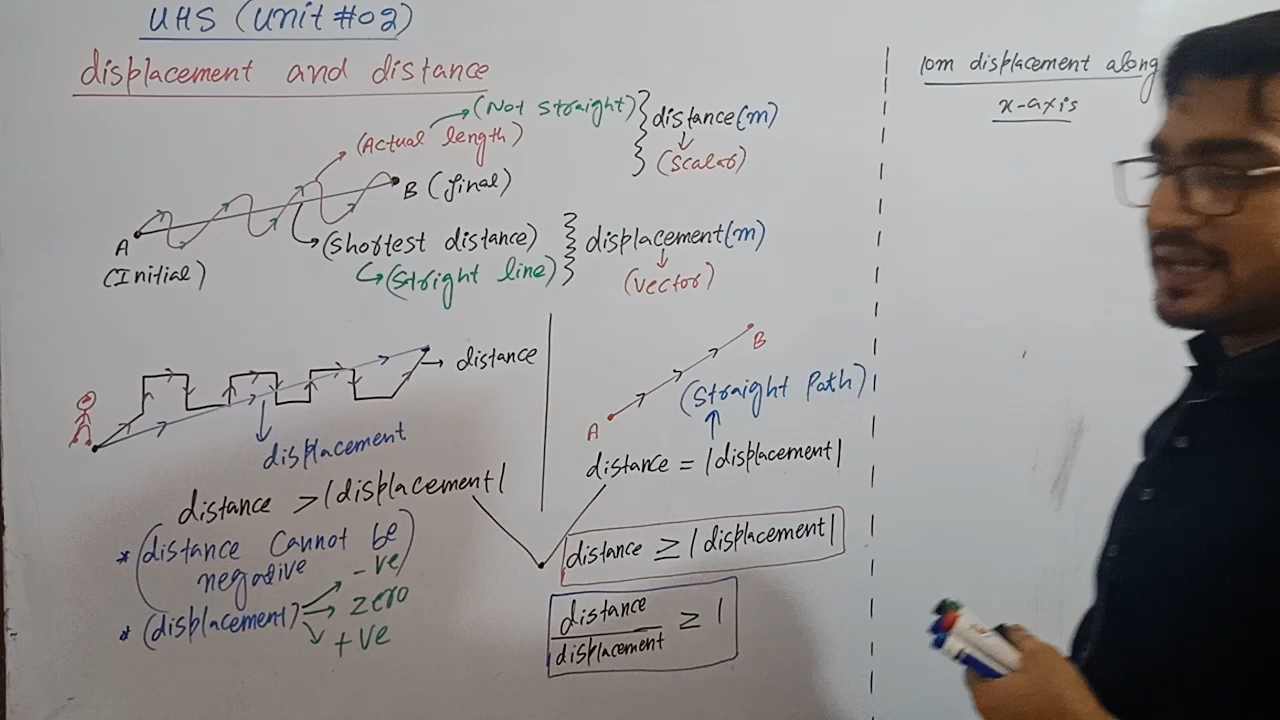 UHS (Unit #02)
displacement and distance
(Not straight)
(Actual length)
distance(m)
(Scalar)
A
(Initial)
B (final)
(Shortest distance)
(Stright line)
displacement(m)
(vector)
distance
displacement
distance > |displacement|
* (distance cannot be
negative)
* (displacement)
-ve
zero
+ve
A
B
(Straight Path)
distance = |displacement|
distance ≥ |displacement|
distance
displacement
≥ 1
10m displacement along
x-axis